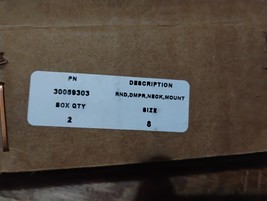 PN DESCRIPTION
30059303 RND,DMPR,NECK,MOUNT
BOX QTY SIZE
2 8